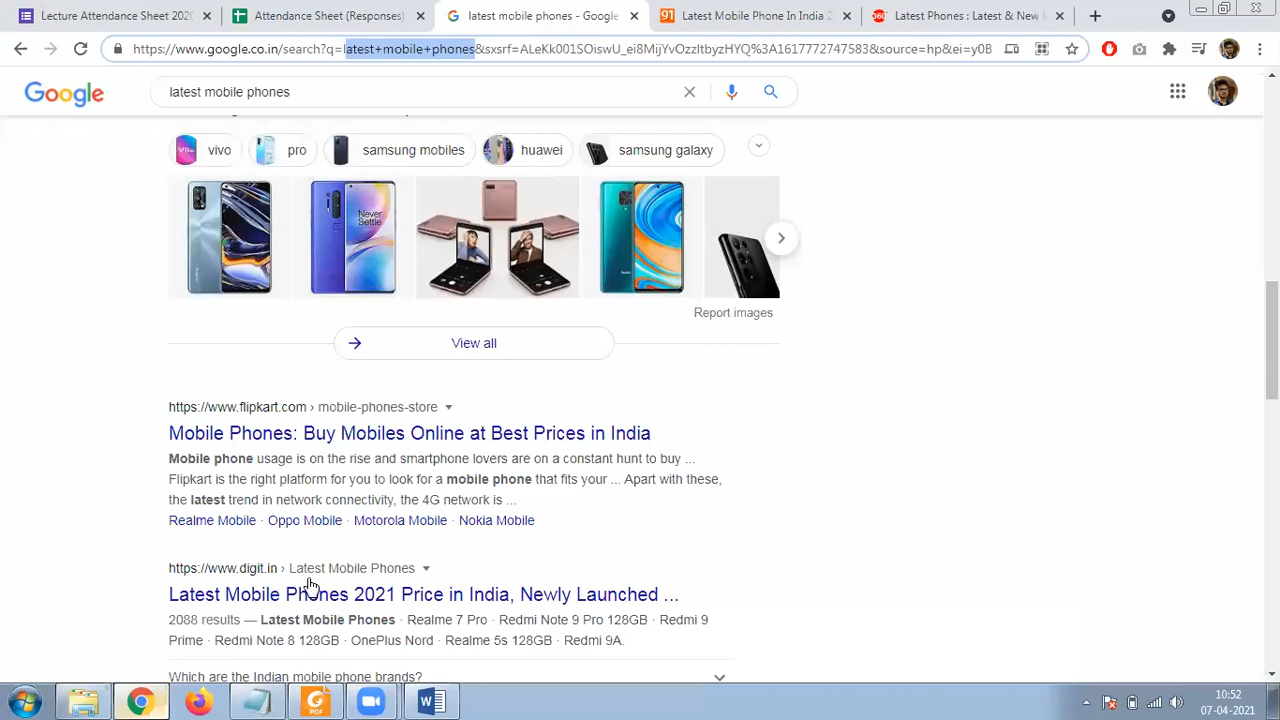 Lecture Attendance Sheet 202
Attendance Sheet (Responses)
latest mobile phones - Google
Latest Mobile Phone In India 2
Latest Phones : Latest & New
https://www.google.co.in/search?q=latest+mobile+phones&sxsrf=ALeKk001SOiswU_ei8MijYvOzzItbyzHYQ%3A1617772747583&source=hp&ei=y0B
Google
latest mobile phones
vivo
pro
samsung mobiles
huawei
samsung galaxy
Never
Settle
Report images
View all
https://www.flipkart.com › mobile-phones-store
Mobile Phones: Buy Mobiles Online at Best Prices in India
Mobile phone usage is on the rise and smartphone lovers are on a constant hunt to buy ...
Flipkart is the right platform for you to look for a mobile phone that fits your ... Apart with these,
the latest trend in network connectivity, the 4G network is ...
Realme Mobile · Oppo Mobile · Motorola Mobile · Nokia Mobile
https://www.digit.in › Latest Mobile Phones
Latest Mobile Phones 2021 Price in India, Newly Launched ...
2088 results — Latest Mobile Phones · Realme 7 Pro · Redmi Note 9 Pro 128GB · Redmi 9
Prime · Redmi Note 8 128GB · OnePlus Nord · Realme 5s 128GB · Redmi 9A.
Which are the Indian mobile phone brands?
10:52
07-04-2021